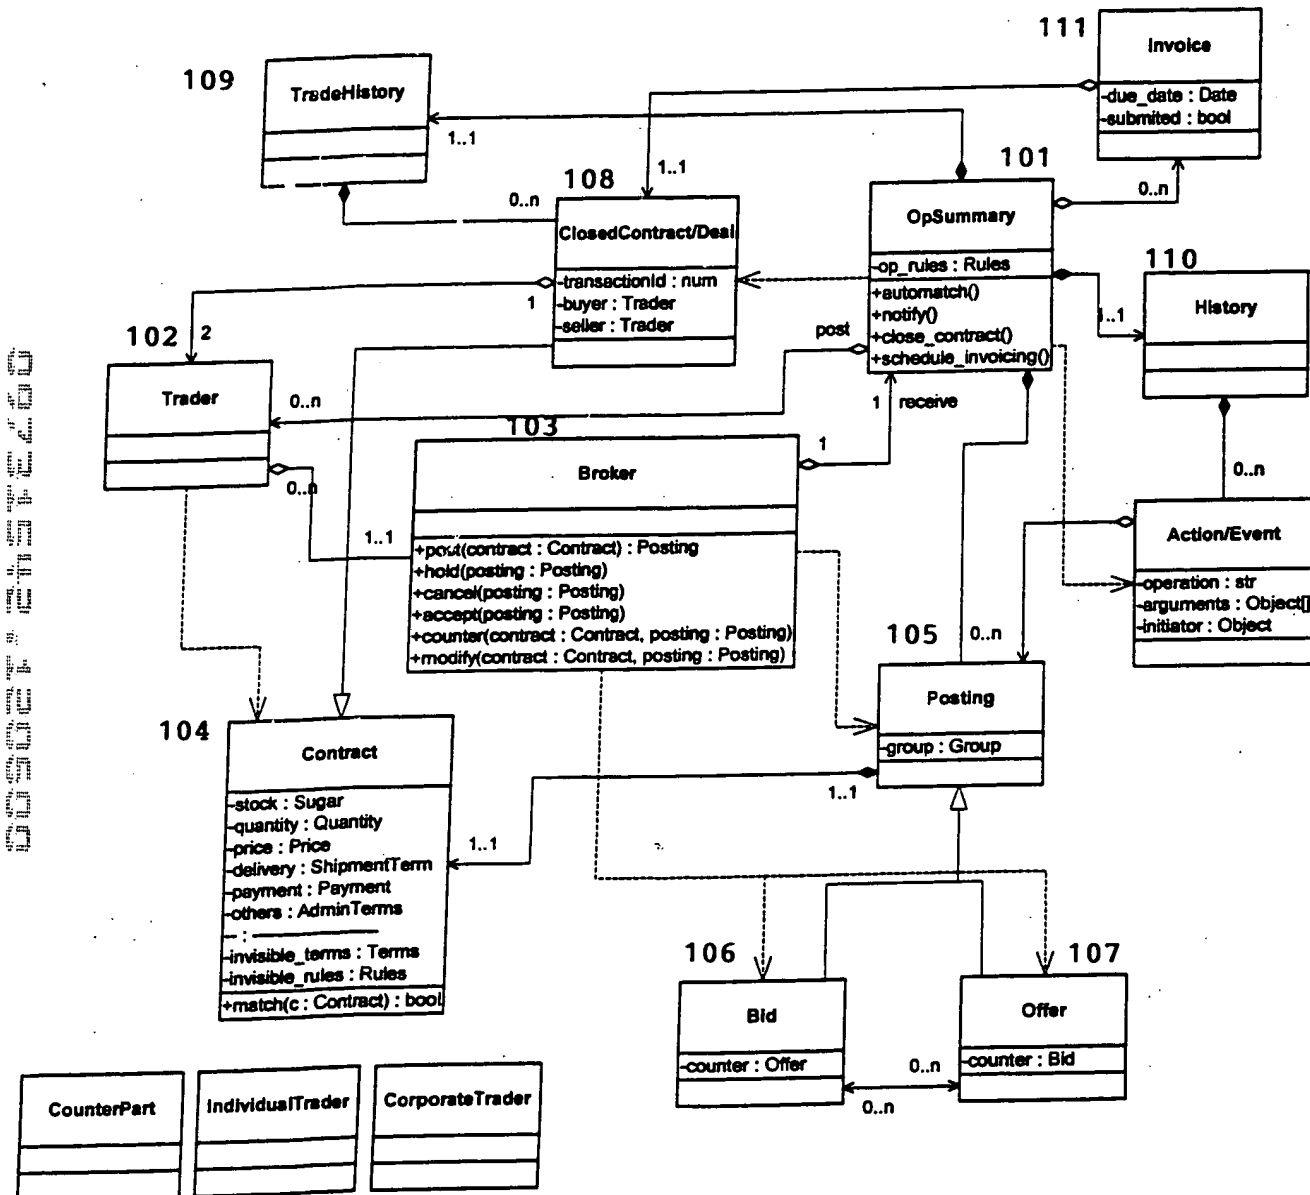 111
Invoice
-due_date : Date
-submited : bool
109
TradeHistory
1..1
1..1
101
OpSummary
-op_rules : Rules
+automatch()
+notify()
+close_contract()
+schedule_invoicing()
0..n
108
0..n
ClosedContract/Deal
-transactionId : num
-buyer : Trader
-seller : Trader
1
110
History
1..1
post
102
2
Trader
0..n
0..n
1..1
1
receive
1
103
Broker
+post(contract : Contract) : Posting
+hold(posting : Posting)
+cancel(posting : Posting)
+accept(posting : Posting)
+counter(contract : Contract, posting : Posting)
+modify(contract : Contract, posting : Posting)
0..n
Action/Event
-operation : str
-arguments : Object[]
-initiator : Object
105
0..n
Posting
-group : Group
1..1
104
Contract
-stock : Sugar
-quantity : Quantity
-price : Price
-delivery : ShipmentTerm
-payment : Payment
-others : AdminTerms
- :
-invisible_terms : Terms
-invisible_rules : Rules
+match(c : Contract) : bool
1..1
106
Bid
-counter : Offer
107
Offer
-counter : Bid
0..n
0..n
CounterPart
IndividualTrader
CorporateTrader